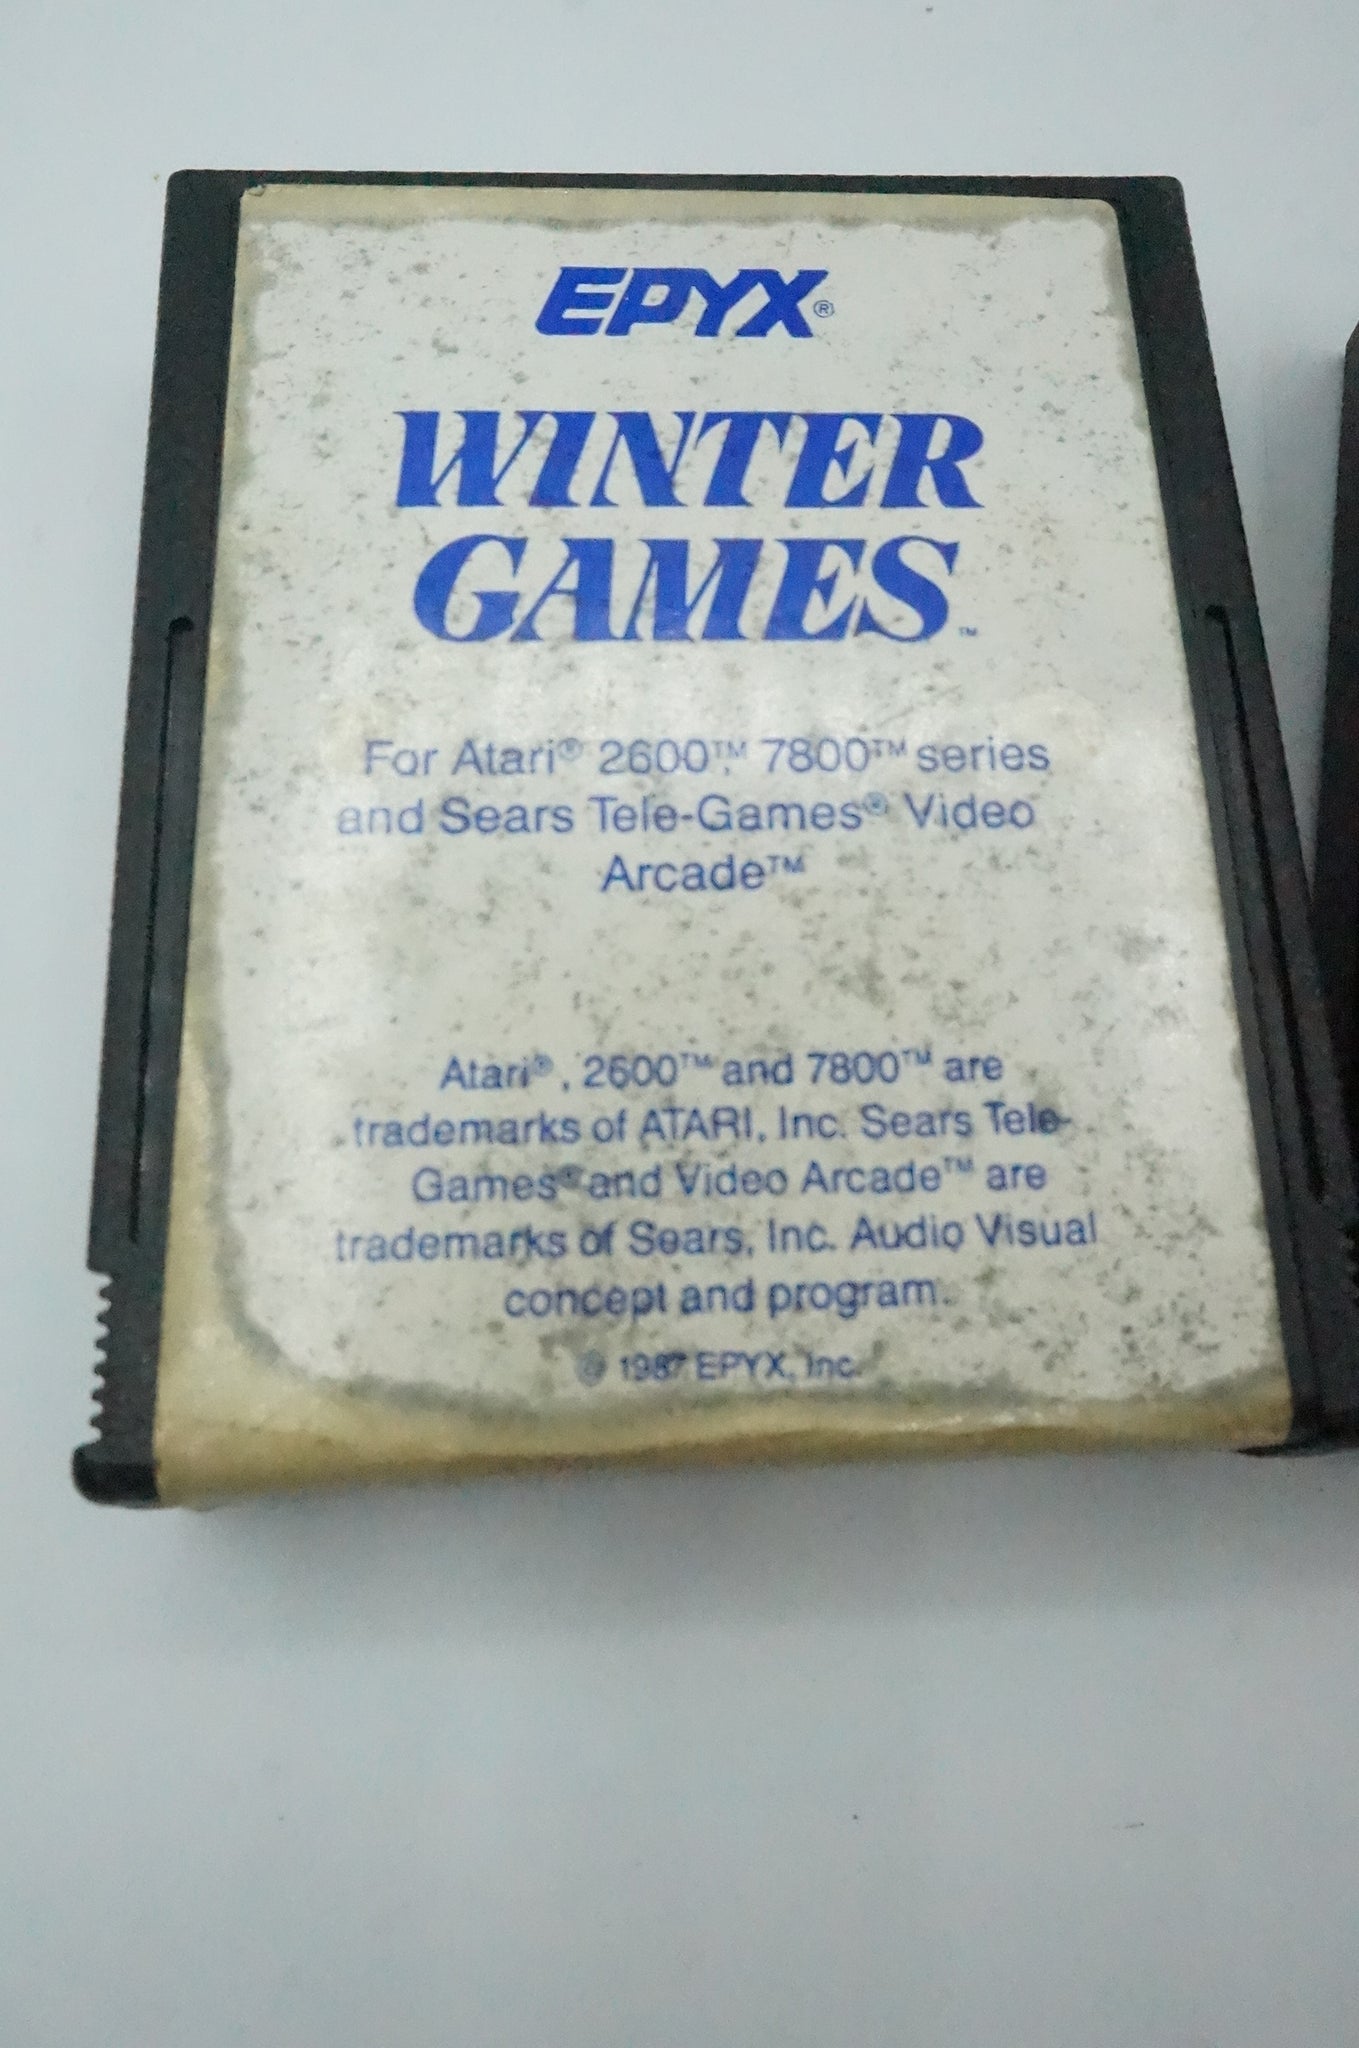 EPYX®
WINTER
GAMES™
For Atari® 2600™, 7800™ series
and Sears Tele-Games® Video
Arcade™
Atari®, 2600™ and 7800™ are
trademarks of ATARI, Inc. Sears Tele-
Games® and Video Arcade™ are
trademarks of Sears, Inc. Audio Visual
concept and program.
© 1987 EPYX, Inc.